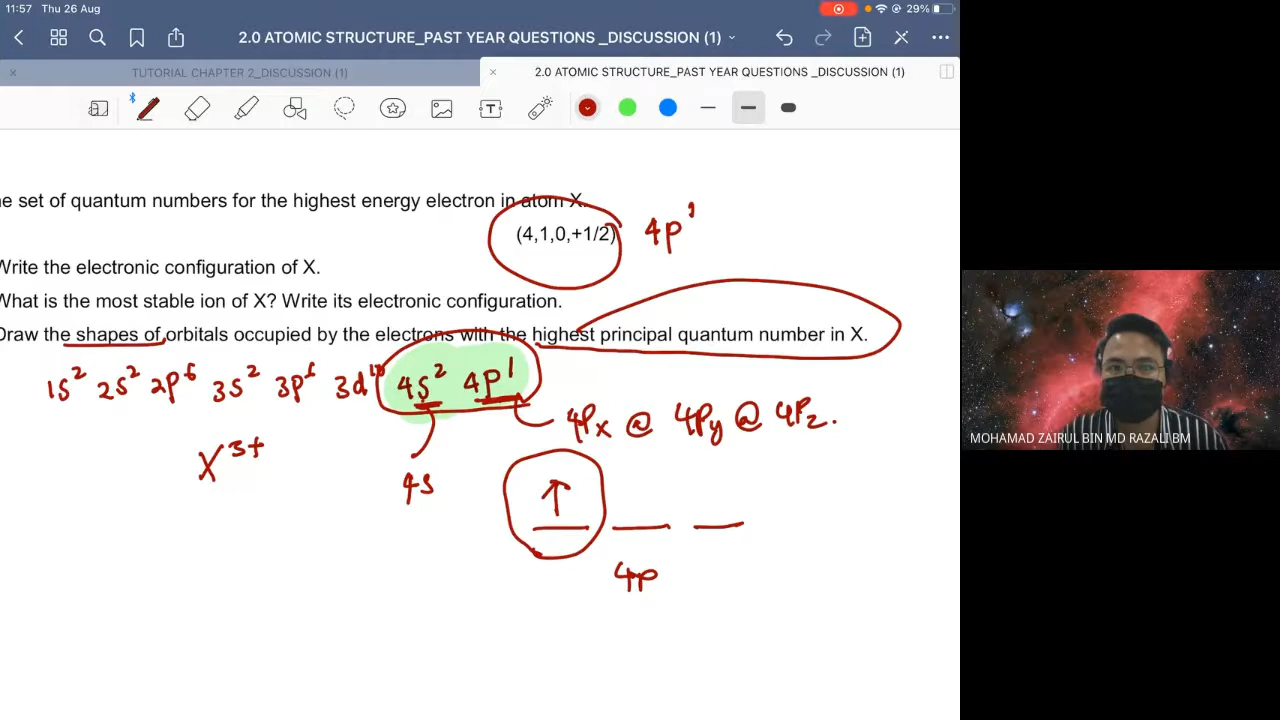 11:57 Thu 26 Aug 29%
2.0 ATOMIC STRUCTURE_PAST YEAR QUESTIONS _DISCUSSION (1)
TUTORIAL CHAPTER 2_DISCUSSION (1) 2.0 ATOMIC STRUCTURE_PAST YEAR QUESTIONS _DISCUSSION (1)
e set of quantum numbers for the highest energy electron in atom X.
(4,1,0,+1/2) 4p¹
Write the electronic configuration of X.
What is the most stable ion of X? Write its electronic configuration.
Draw the shapes of orbitals occupied by the electrons with the highest principal quantum number in X.
1s² 2s² 2p⁶ 3s² 3p⁶ 3d¹⁰ 4s² 4p¹
4Px @ 4Py @ 4Pz.
X³⁺
4s
4p
MOHAMAD ZAIRUL BIN MD RAZALI BM